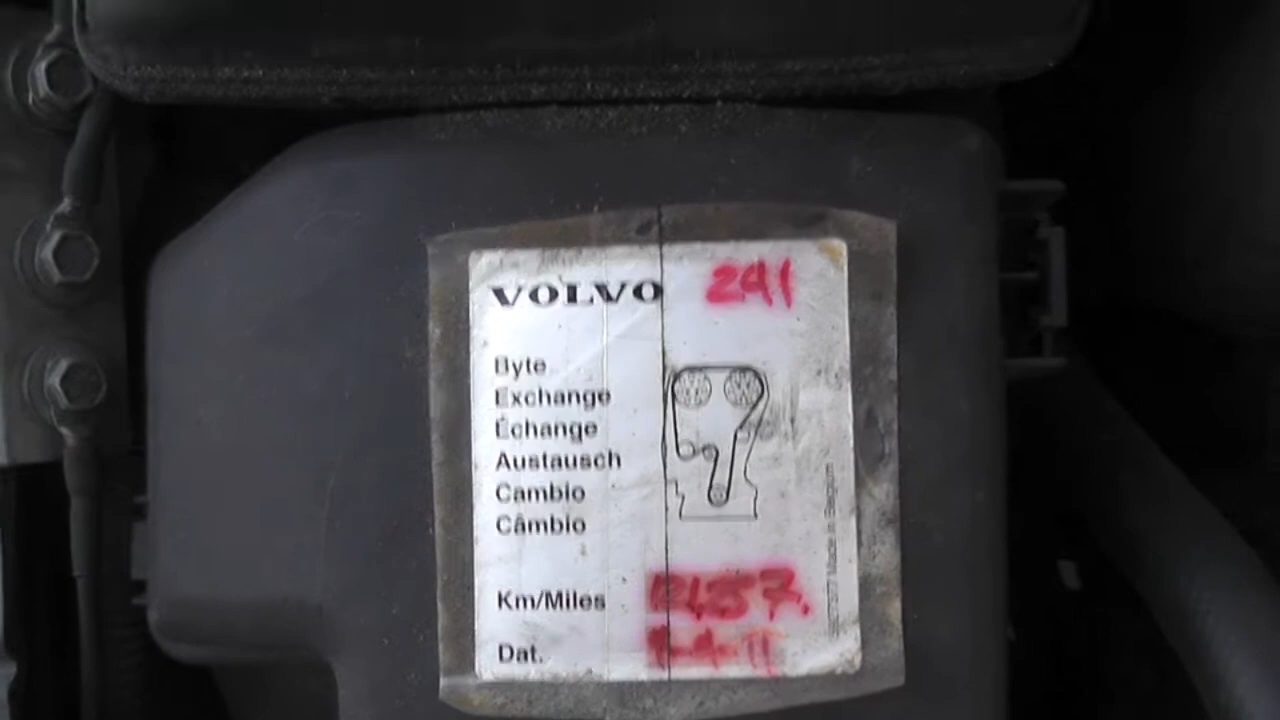 VOLVO 241
Byte
Exchange
Échange
Austausch
Cambio
Câmbio
Km/Miles
Dat.